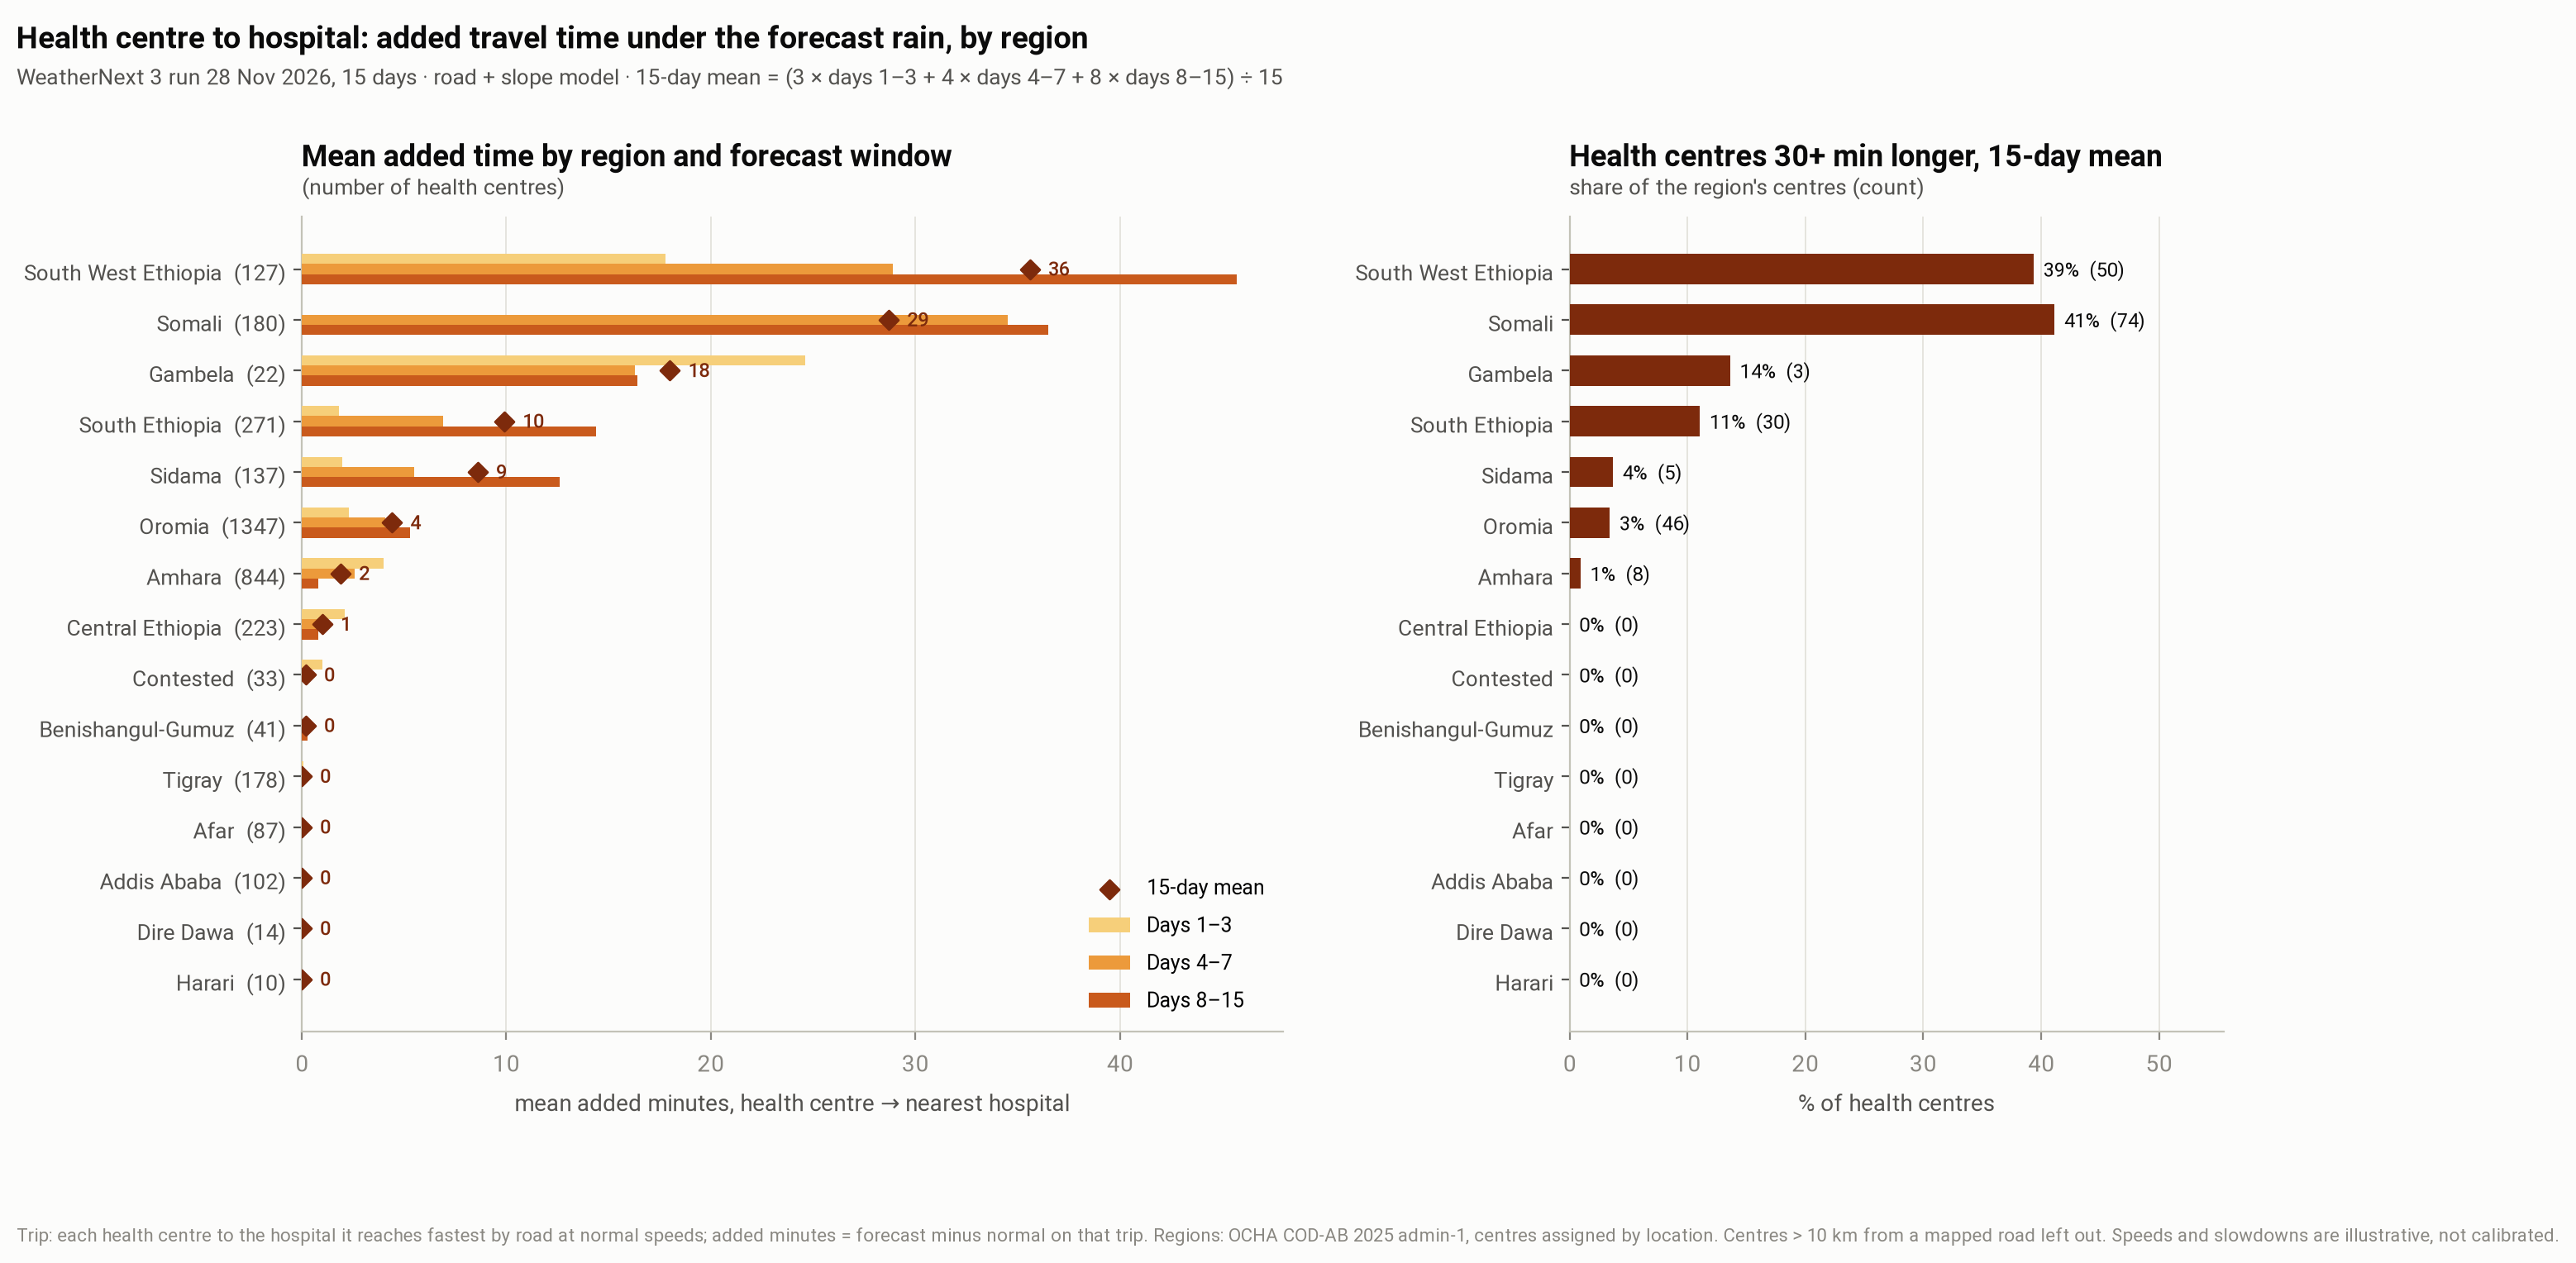 Health centre to hospital: added travel time under the forecast rain, by region
WeatherNext 3 run 28 Nov 2026, 15 days · road + slope model · 15-day mean = (3 × days 1–3 + 4 × days 4–7 + 8 × days 8–15) ÷ 15
Mean added time by region and forecast window
(number of health centres)
South West Ethiopia (127)
36
Somali (180)
29
Gambela (22)
18
South Ethiopia (271)
10
Sidama (137)
9
Oromia (1347)
4
Amhara (844)
2
Central Ethiopia (223)
1
Contested (33)
0
Benishangul-Gumuz (41)
0
Tigray (178)
0
Afar (87)
0
Addis Ababa (102)
0
Dire Dawa (14)
0
Harari (10)
0
15-day mean
Days 1–3
Days 4–7
Days 8–15
0 10 20 30 40
mean added minutes, health centre → nearest hospital
Health centres 30+ min longer, 15-day mean
share of the region's centres (count)
South West Ethiopia 39% (50)
Somali 41% (74)
Gambela 14% (3)
South Ethiopia 11% (30)
Sidama 4% (5)
Oromia 3% (46)
Amhara 1% (8)
Central Ethiopia 0% (0)
Contested 0% (0)
Benishangul-Gumuz 0% (0)
Tigray 0% (0)
Afar 0% (0)
Addis Ababa 0% (0)
Dire Dawa 0% (0)
Harari 0% (0)
0 10 20 30 40 50
% of health centres
Trip: each health centre to the hospital it reaches fastest by road at normal speeds; added minutes = forecast minus normal on that trip. Regions: OCHA COD-AB 2025 admin-1, centres assigned by location. Centres > 10 km from a mapped road left out. Speeds and slowdowns are illustrative, not calibrated.